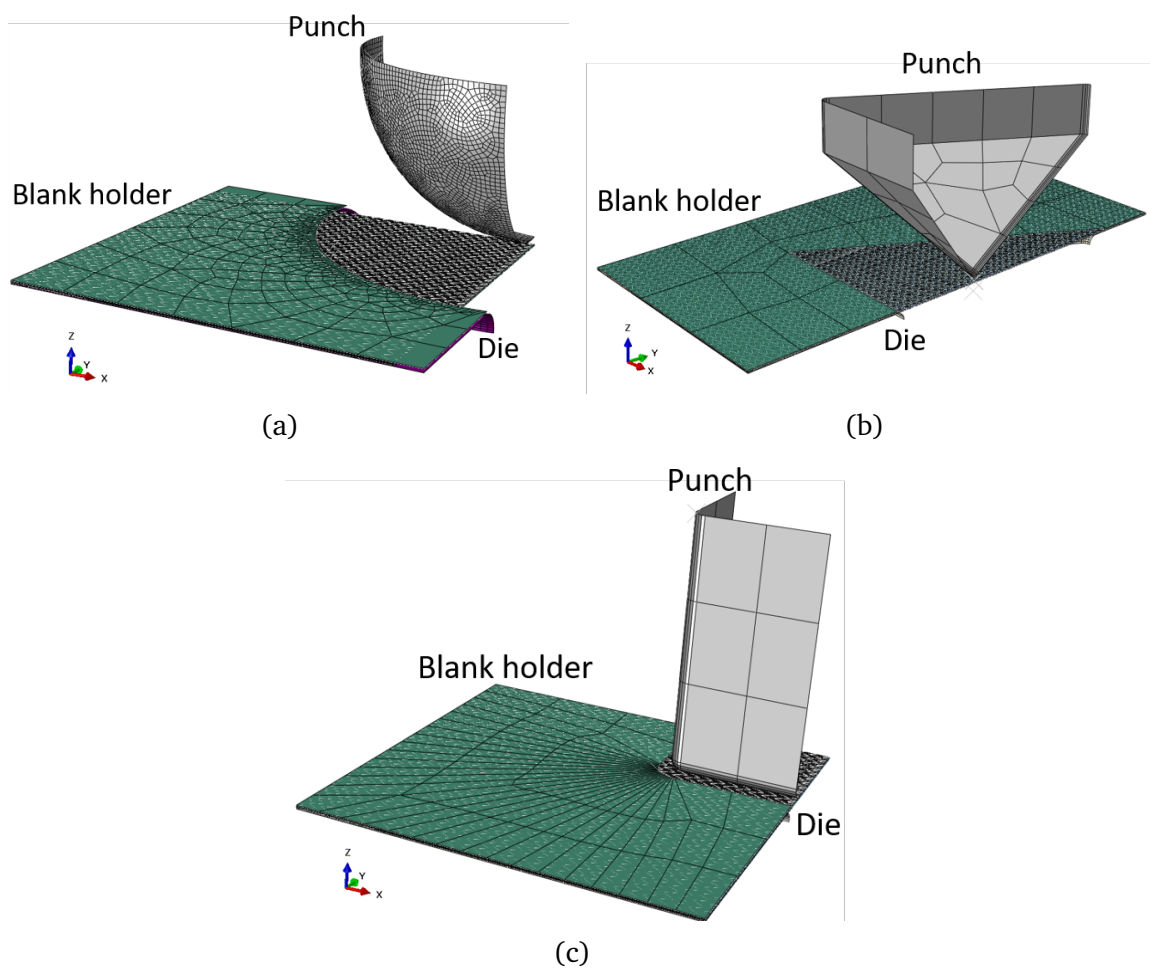 Punch
Blank holder
Die
Z
Y
X
(a)
Punch
Blank holder
Die
Z
Y
X
(b)
Punch
Blank holder
Die
Z
Y
X
(c)